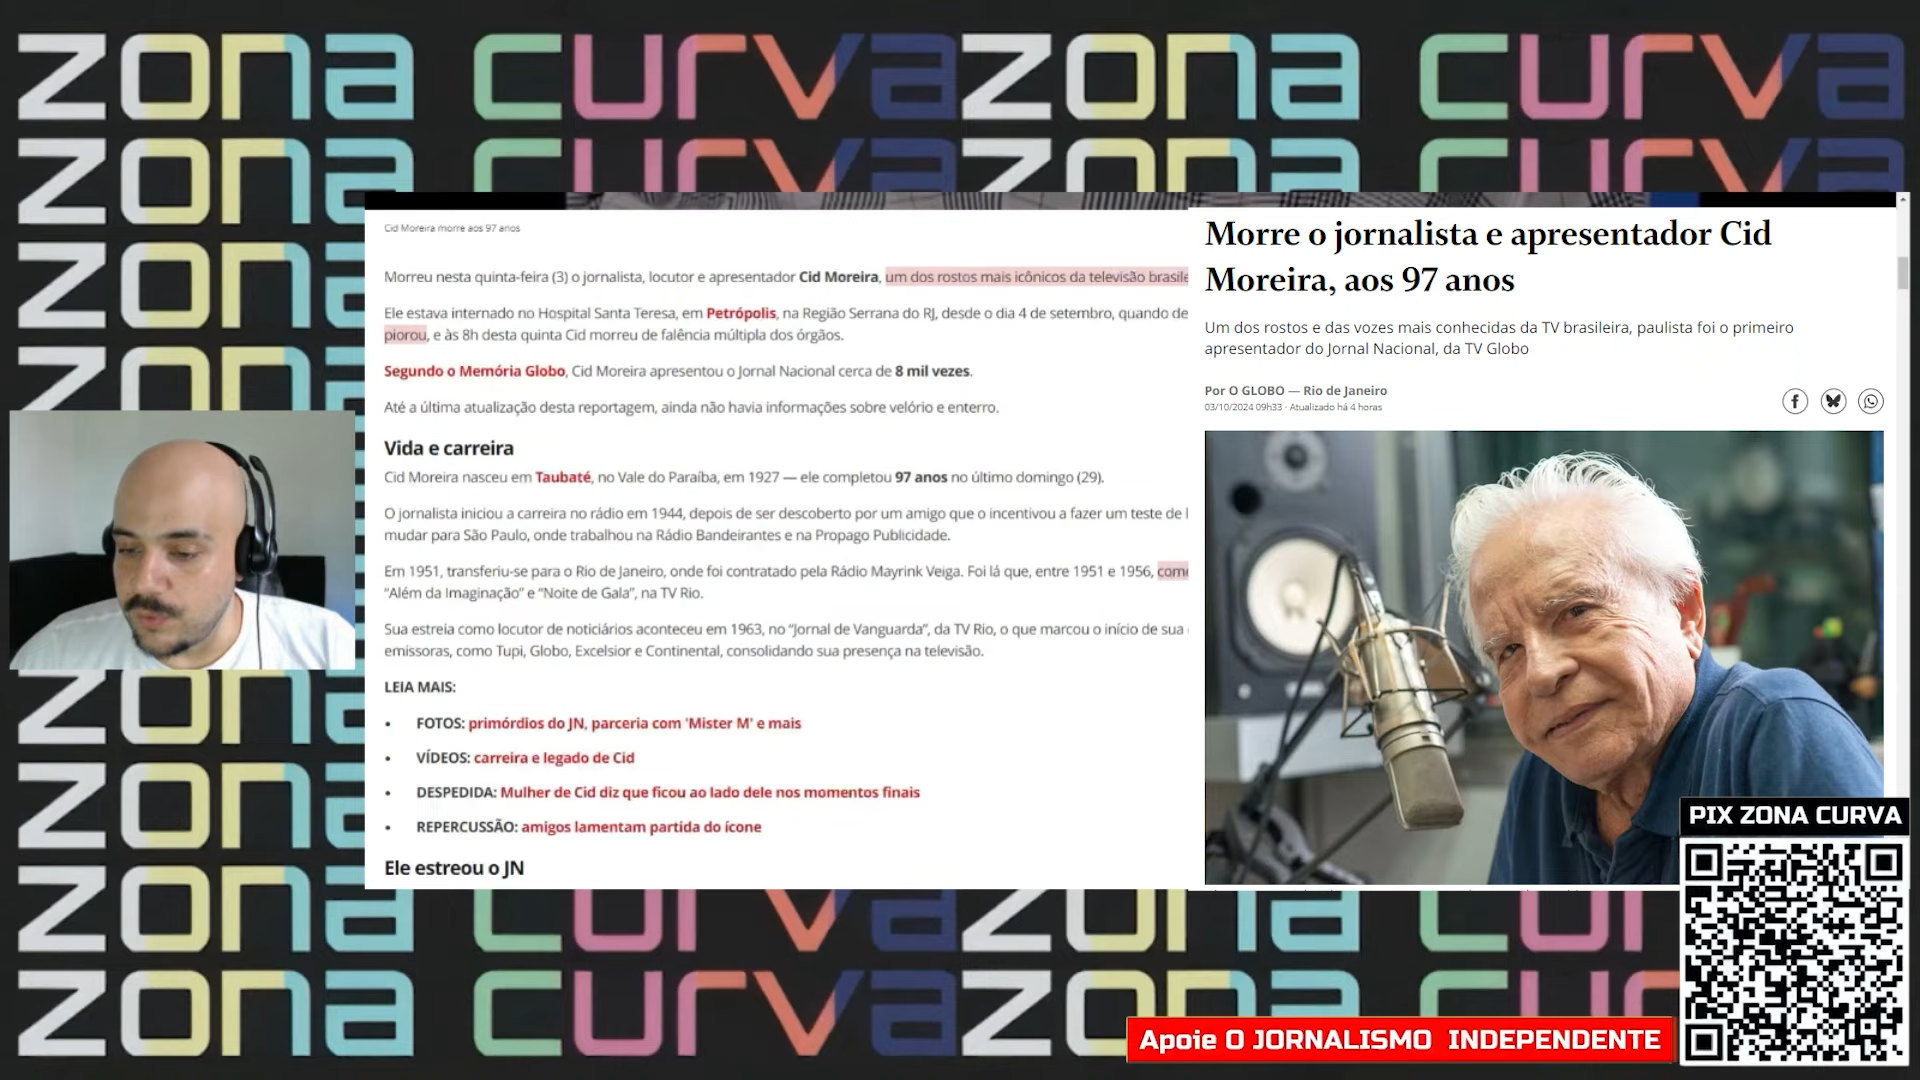 zona curva zona curva
zona curva zona curva
zona
zona
Cid Moreira morre aos 97 anos
Morreu nesta quinta-feira (3) o jornalista, locutor e apresentador Cid Moreira, um dos rostos mais icônicos da televisão
Ele estava internado no Hospital Santa Teresa, em Petrópolis, na Região Serrana do RJ, desde o dia 4 de setembro, quando
piorou, e às 8h desta quinta Cid morreu de falência múltipla dos órgãos.
Segundo o Memória Globo, Cid Moreira apresentou o Jornal Nacional cerca de 8 mil vezes.
Até a última atualização desta reportagem, ainda não havia informações sobre velório e enterro.
Vida e carreira
Cid Moreira nasceu em Taubaté, no Vale do Paraíba, em 1927 — ele completou 97 anos no último domingo (29).
O jornalista iniciou a carreira no rádio em 1944, depois de ser descoberto por um amigo que o incentivou a fazer um teste de
mudar para São Paulo, onde trabalhou na Rádio Bandeirantes e na Propago Publicidade.
Em 1951, transferiu-se para o Rio de Janeiro, onde foi contratado pela Rádio Mayrink Veiga. Foi lá que, entre 1951 e 1956,
“Além da Imaginação” e “Noite de Gala”, na TV Rio.
Sua estreia como locutor de noticiários aconteceu em 1963, no “Jornal de Vanguarda”, da TV Rio, o que marcou o início de sua
emissoras, como Tupi, Globo, Excelsior e Continental, consolidando sua presença na televisão.
LEIA MAIS:
• FOTOS: primórdios do JN, parceria com 'Mister M' e mais
• VÍDEOS: carreira e legado de Cid
• DESPEDIDA: Mulher de Cid diz que ficou ao lado dele nos momentos finais
• REPERCUSSÃO: amigos lamentam partida do ícone
Ele estreou o JN
Morre o jornalista e apresentador Cid
Moreira, aos 97 anos
Um dos rostos e das vozes mais conhecidas da TV brasileira, paulista foi o primeiro
apresentador do Jornal Nacional, da TV Globo
Por O GLOBO — Rio de Janeiro
03/10/2024 09h33 · Atualizado há 4 horas
PIX ZONA CURVA
zona
zona curva zona
zona curva zona
Apoie O JORNALISMO INDEPENDENTE